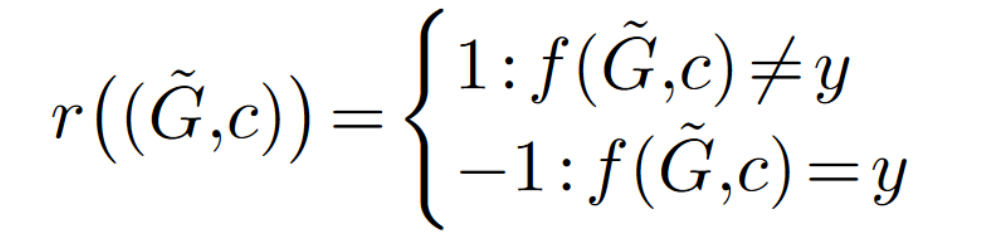 r((G̃,c)) = { 1: f(G̃,c) ≠ y
−1: f(G̃,c) = y